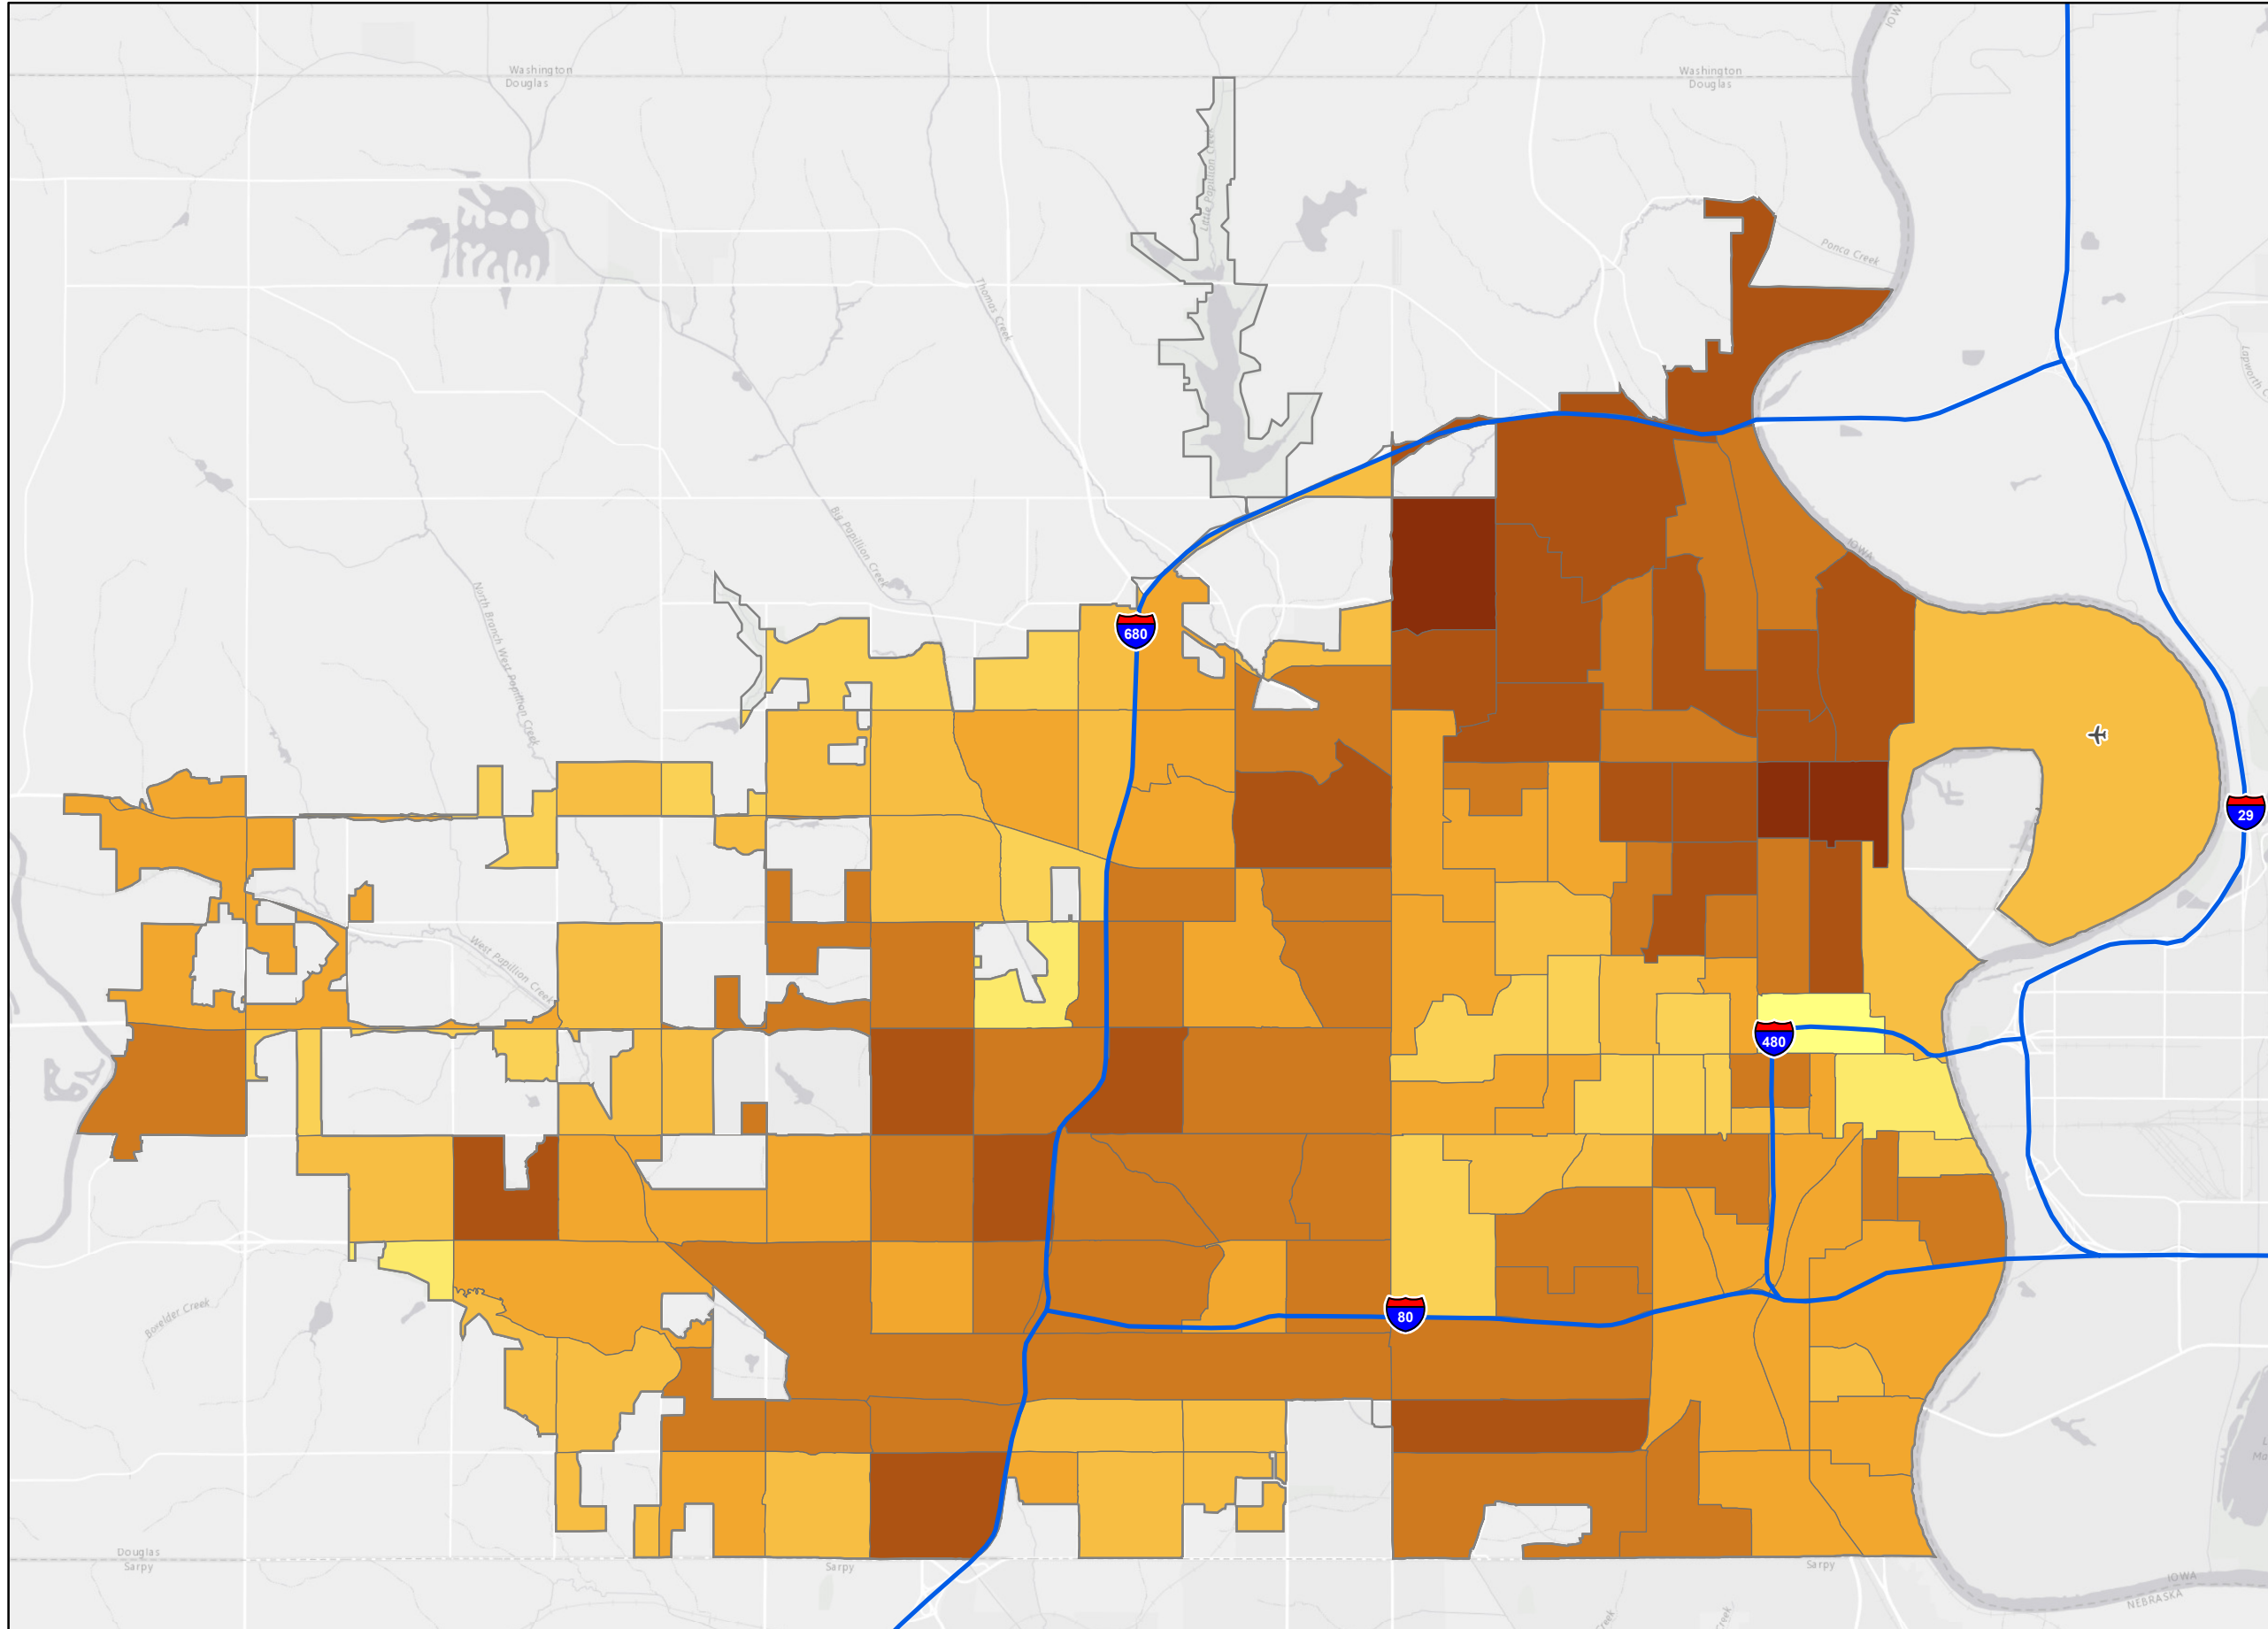 IOWA
Washington
Douglas
Washington
Douglas
Little Papillion Creek
Ponca Creek
Thomas Creek
Big Papillion Creek
IOWA
North Branch West Papillion Creek
680
29
West Papillion Creek
480
Boxelder Creek
80
Douglas
Sarpy
Sarpy
Sarpy
IOWA
NEBRASKA